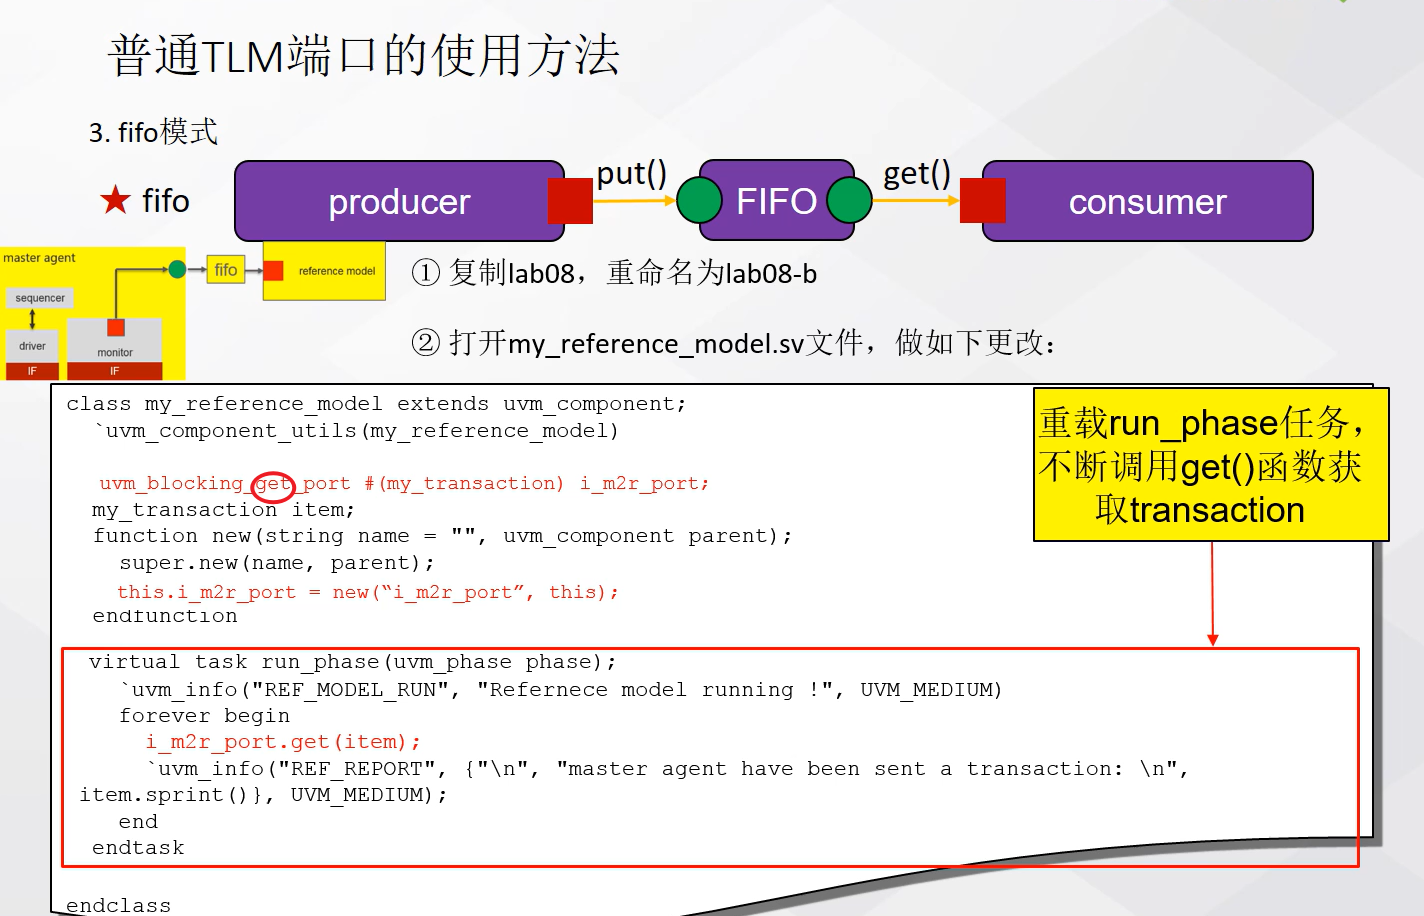 普通TLM端口的使用方法
3. fifo模式
★ fifo
producer
put()
FIFO
get()
consumer
master agent
sequencer
driver
IF
monitor
IF
fifo
reference model
① 复制lab08，重命名为lab08-b
② 打开my_reference_model.sv文件，做如下更改：
class my_reference_model extends uvm_component;
`uvm_component_utils(my_reference_model)
uvm_blocking_get_port #(my_transaction) i_m2r_port;
my_transaction item;
function new(string name = "", uvm_component parent);
super.new(name, parent);
this.i_m2r_port = new(“i_m2r_port”, this);
endfunction
virtual task run_phase(uvm_phase phase);
`uvm_info("REF_MODEL_RUN", "Refernece model running !", UVM_MEDIUM)
forever begin
i_m2r_port.get(item);
`uvm_info("REF_REPORT", {"\n", "master agent have been sent a transaction: \n",
item.sprint()}, UVM_MEDIUM);
end
endtask
endclass
重载run_phase任务，
不断调用get()函数获
取transaction